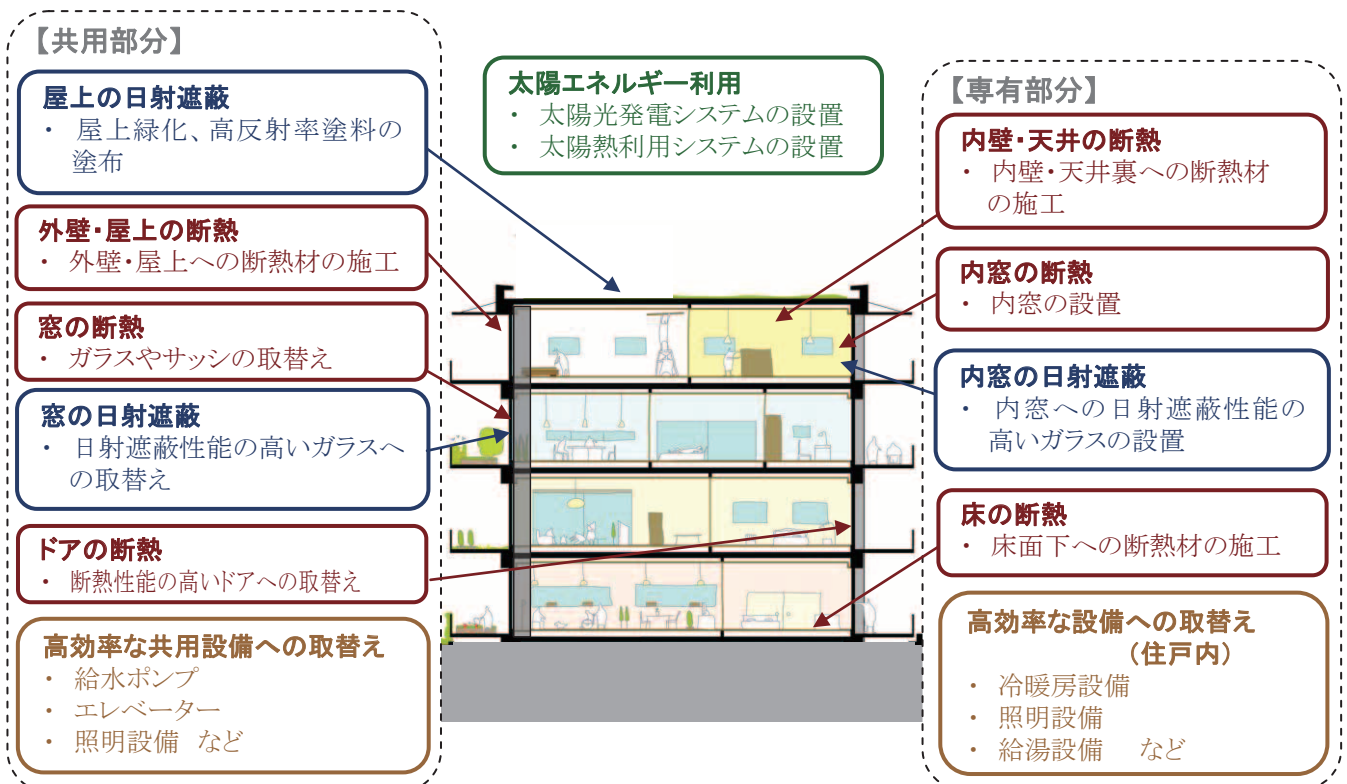 【共用部分】
屋上の日射遮蔽
・ 屋上緑化、高反射率塗料の
塗布
外壁・屋上の断熱
・ 外壁・屋上への断熱材の施工
窓の断熱
・ ガラスやサッシの取替え
窓の日射遮蔽
・ 日射遮蔽性能の高いガラスへ
の取替え
ドアの断熱
・ 断熱性能の高いドアへの取替え
高効率な共用設備への取替え
・ 給水ポンプ
・ エレベーター
・ 照明設備 など
太陽エネルギー利用
・ 太陽光発電システムの設置
・ 太陽熱利用システムの設置
【専有部分】
内壁・天井の断熱
・ 内壁・天井裏への断熱材
の施工
内窓の断熱
・ 内窓の設置
内窓の日射遮蔽
・ 内窓への日射遮蔽性能の
高いガラスの設置
床の断熱
・ 床面下への断熱材の施工
高効率な設備への取替え
(住戸内)
・ 冷暖房設備
・ 照明設備
・ 給湯設備 など